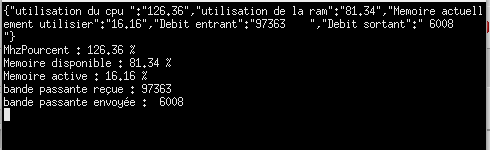 {"utilisation du cpu ":"126.36","utilisation de la ram":"81.34","Memoire actuell
ement utilisier":"16.16","Debit entrant":"97363    ","Debit sortant":" 6008
"}
MhzPourcent : 126.36 %
Memoire disponible : 81.34 %
Memoire active : 16.16 %
bande passante reçue : 97363
bande passante envoyée :  6008